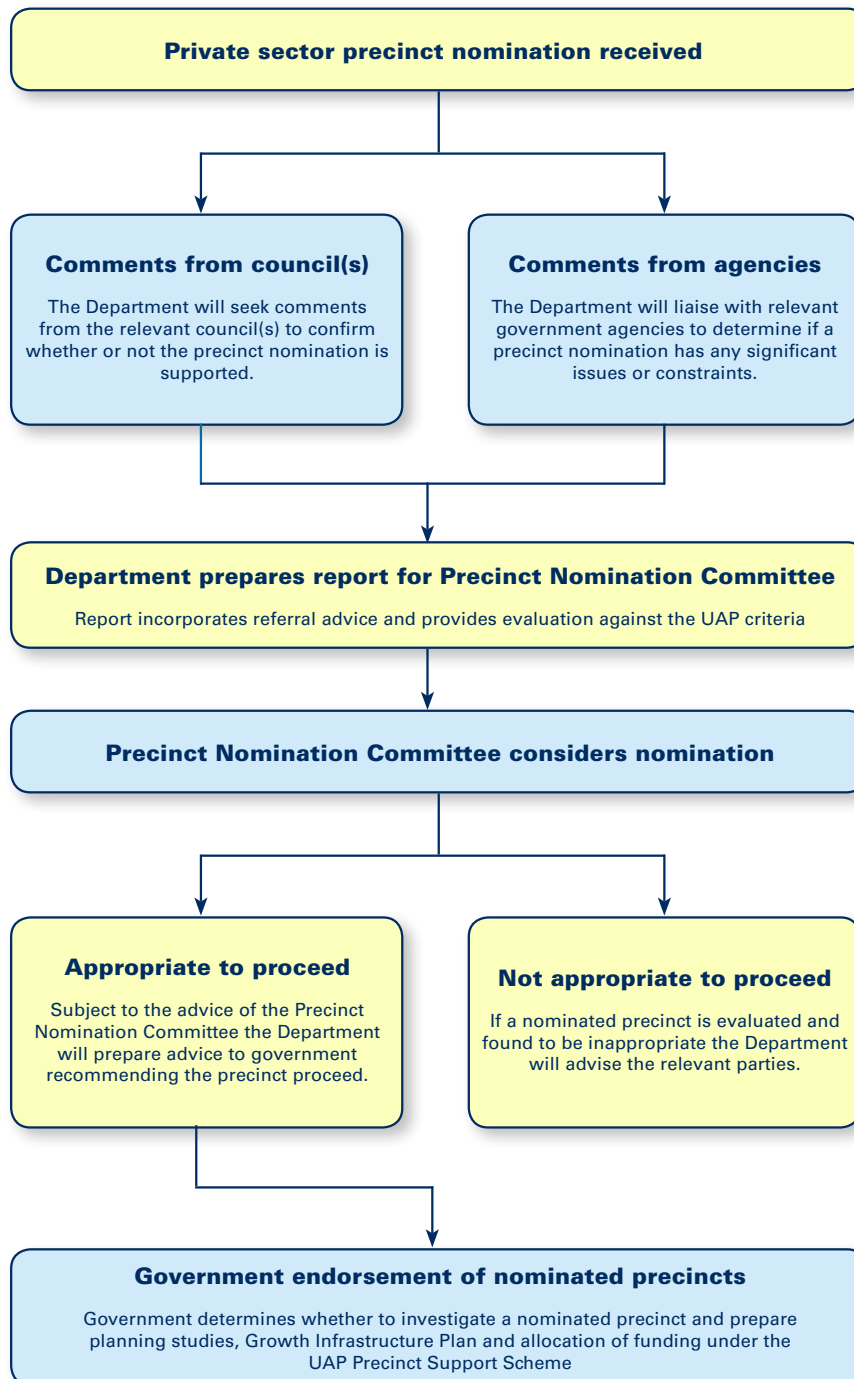 Private sector precinct nomination received
Comments from council(s)
The Department will seek comments
from the relevant council(s) to confirm
whether or not the precinct nomination is
supported.
Comments from agencies
The Department will liaise with relevant
government agencies to determine if a
precinct nomination has any significant
issues or constraints.
Department prepares report for Precinct Nomination Committee
Report incorporates referral advice and provides evaluation against the UAP criteria
Precinct Nomination Committee considers nomination
Appropriate to proceed
Subject to the advice of the Precinct
Nomination Committee the Department
will prepare advice to government
recommending the precinct proceed.
Not appropriate to proceed
If a nominated precinct is evaluated and
found to be inappropriate the Department
will advise the relevant parties.
Government endorsement of nominated precincts
Government determines whether to investigate a nominated precinct and prepare
planning studies, Growth Infrastructure Plan and allocation of funding under the
UAP Precinct Support Scheme